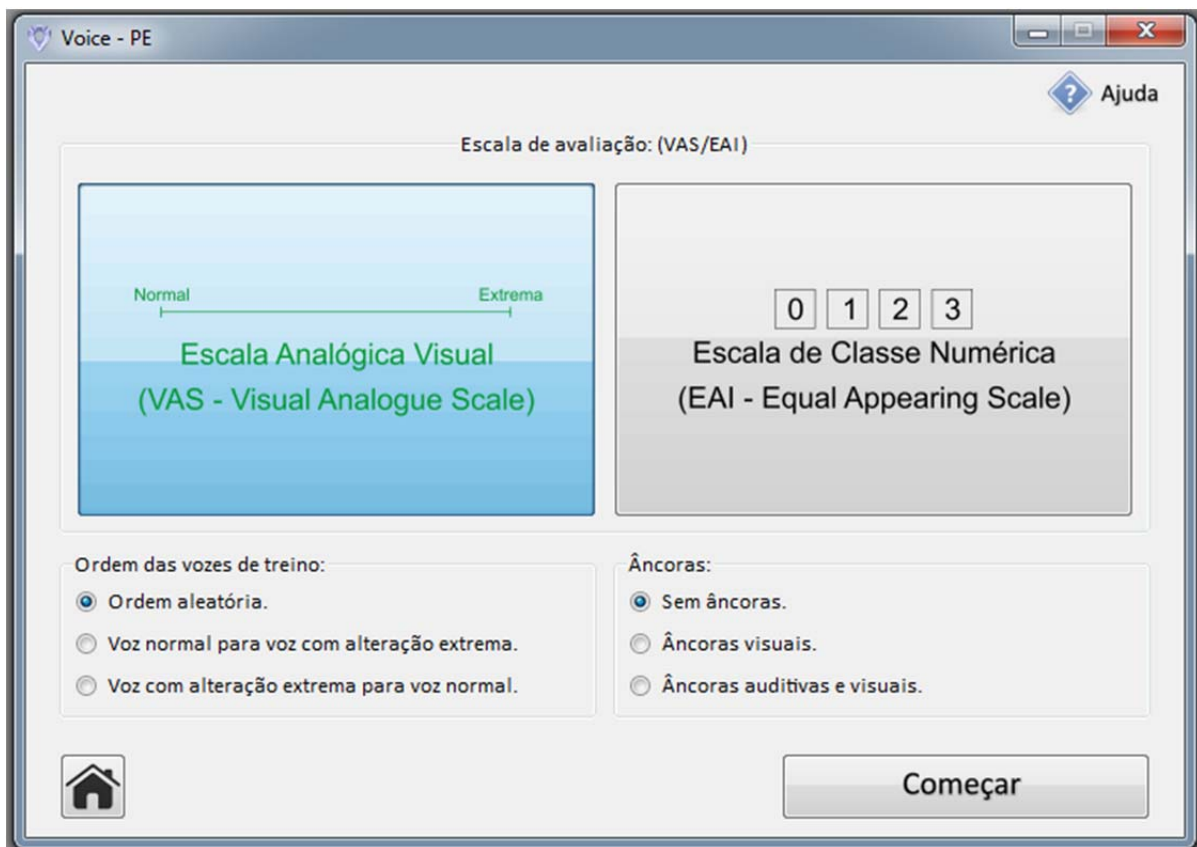 Voice - PE
Ajuda
Escala de avaliação: (VAS/EAI)
Normal Extrema
Escala Analógica Visual
(VAS - Visual Analogue Scale)
0 1 2 3
Escala de Classe Numérica
(EAI - Equal Appearing Scale)
Ordem das vozes de treino:
Ordem aleatória.
Voz normal para voz com alteração extrema.
Voz com alteração extrema para voz normal.
Âncoras:
Sem âncoras.
Âncoras visuais.
Âncoras auditivas e visuais.
Começar